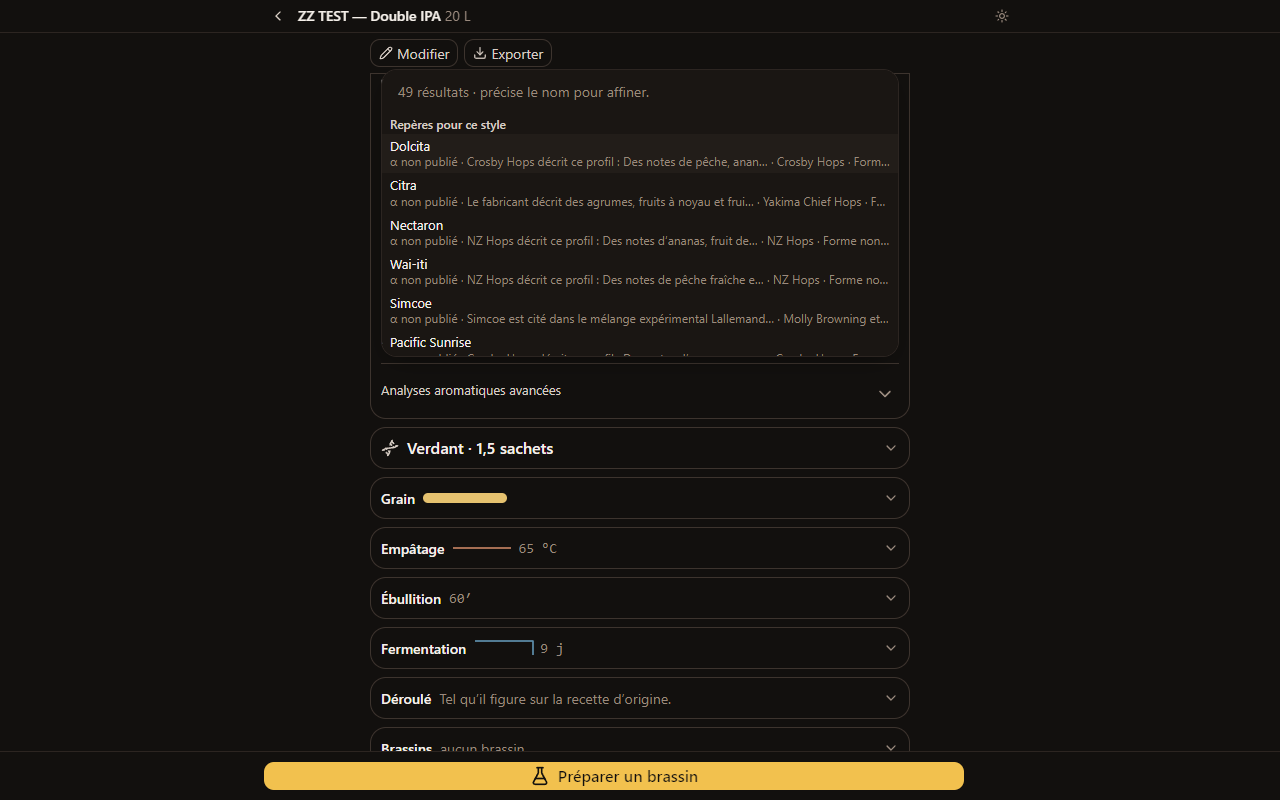 ZZ TEST — Double IPA 20 L
Modifier
Exporter
49 résultats · précise le nom pour affiner.
Repères pour ce style
Dolcita
α non publié · Crosby Hops décrit ce profil : Des notes de pêche, anan... · Crosby Hops · Form...
Citra
α non publié · Le fabricant décrit des agrumes, fruits à noyau et frui... · Yakima Chief Hops · F...
Nectaron
α non publié · NZ Hops décrit ce profil : Des notes d'ananas, fruit de... · NZ Hops · Forme non...
Wai-iti
α non publié · NZ Hops décrit ce profil : Des notes de pêche fraîche e... · NZ Hops · Forme no...
Simcoe
α non publié · Simcoe est cité dans le mélange expérimental Lallemand... · Molly Browning et...
Pacific Sunrise
Analyses aromatiques avancées
Verdant · 1,5 sachets
Grain
Empâtage 65 °C
Ébullition 60′
Fermentation 9 j
Déroulé Tel qu'il figure sur la recette d'origine.
Brassins aucun brassin
Préparer un brassin